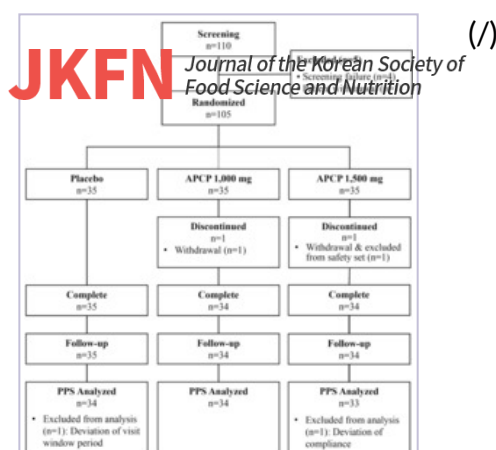 (/)
JKFN
Journal of the Korean Society of
Food Science and Nutrition
Screening
n=110
• Screening failure (n=4)
Randomized
n=105
Placebo
n=35
APCP 1,000 mg
n=35
APCP 1,500 mg
n=35
Discontinued
n=1
• Withdrawal (n=1)
Discontinued
n=1
• Withdrawal & excluded
from safety set (n=1)
Complete
n=35
Complete
n=34
Complete
n=34
Follow-up
n=35
Follow-up
n=34
Follow-up
n=34
PPS Analyzed
n=34
• Excluded from analysis
(n=1): Deviation of visit
window period
PPS Analyzed
n=34
PPS Analyzed
n=33
• Excluded from analysis
(n=1): Deviation of
compliance